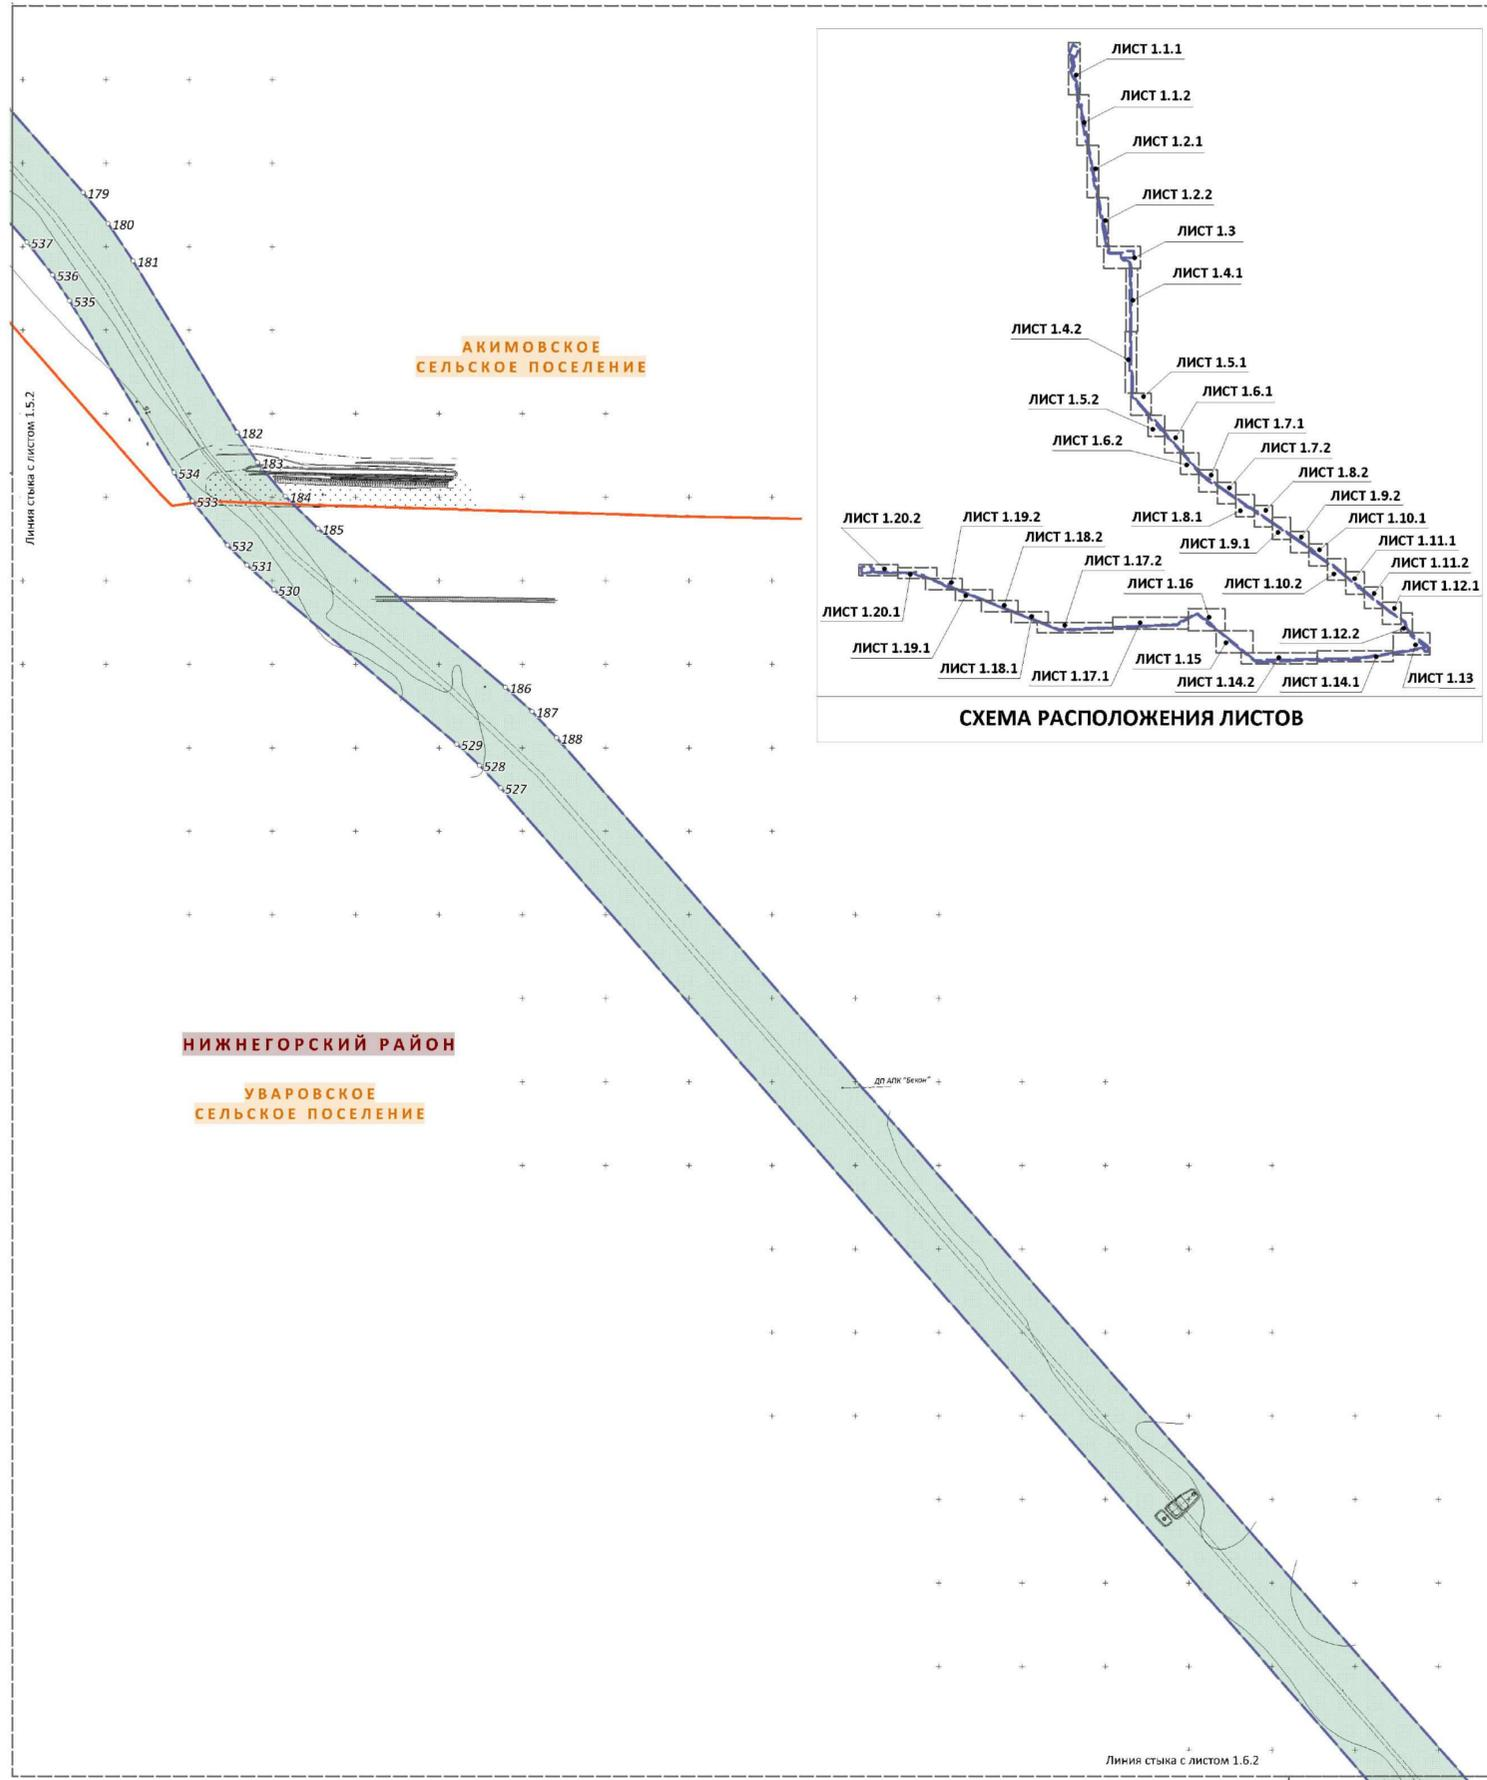 ЛИСТ 1.1.1
ЛИСТ 1.1.2
ЛИСТ 1.2.1
ЛИСТ 1.2.2
ЛИСТ 1.3
ЛИСТ 1.4.1
ЛИСТ 1.4.2
ЛИСТ 1.5.1
ЛИСТ 1.6.1
ЛИСТ 1.5.2
ЛИСТ 1.7.1
ЛИСТ 1.6.2
ЛИСТ 1.7.2
ЛИСТ 1.8.2
ЛИСТ 1.9.2
ЛИСТ 1.8.1
ЛИСТ 1.10.1
ЛИСТ 1.9.1
ЛИСТ 1.11.1
ЛИСТ 1.11.2
ЛИСТ 1.10.2
ЛИСТ 1.12.1
ЛИСТ 1.20.2
ЛИСТ 1.19.2
ЛИСТ 1.18.2
ЛИСТ 1.17.2
ЛИСТ 1.16
ЛИСТ 1.20.1
ЛИСТ 1.12.2
ЛИСТ 1.19.1
ЛИСТ 1.15
ЛИСТ 1.18.1
ЛИСТ 1.17.1
ЛИСТ 1.14.2
ЛИСТ 1.14.1
ЛИСТ 1.13
СХЕМА РАСПОЛОЖЕНИЯ ЛИСТОВ
179
180
181
537
536
535
АКИМОВСКОЕ
СЕЛЬСКОЕ ПОСЕЛЕНИЕ
Линия стыка с листом 1.5.2
182
183
534
184
533
185
532
531
530
186
187
188
529
528
527
НИЖНЕГОРСКИЙ РАЙОН
УВАРОВСКОЕ
СЕЛЬСКОЕ ПОСЕЛЕНИЕ
ДП АПК "Бекон"
Линия стыка с листом 1.6.2